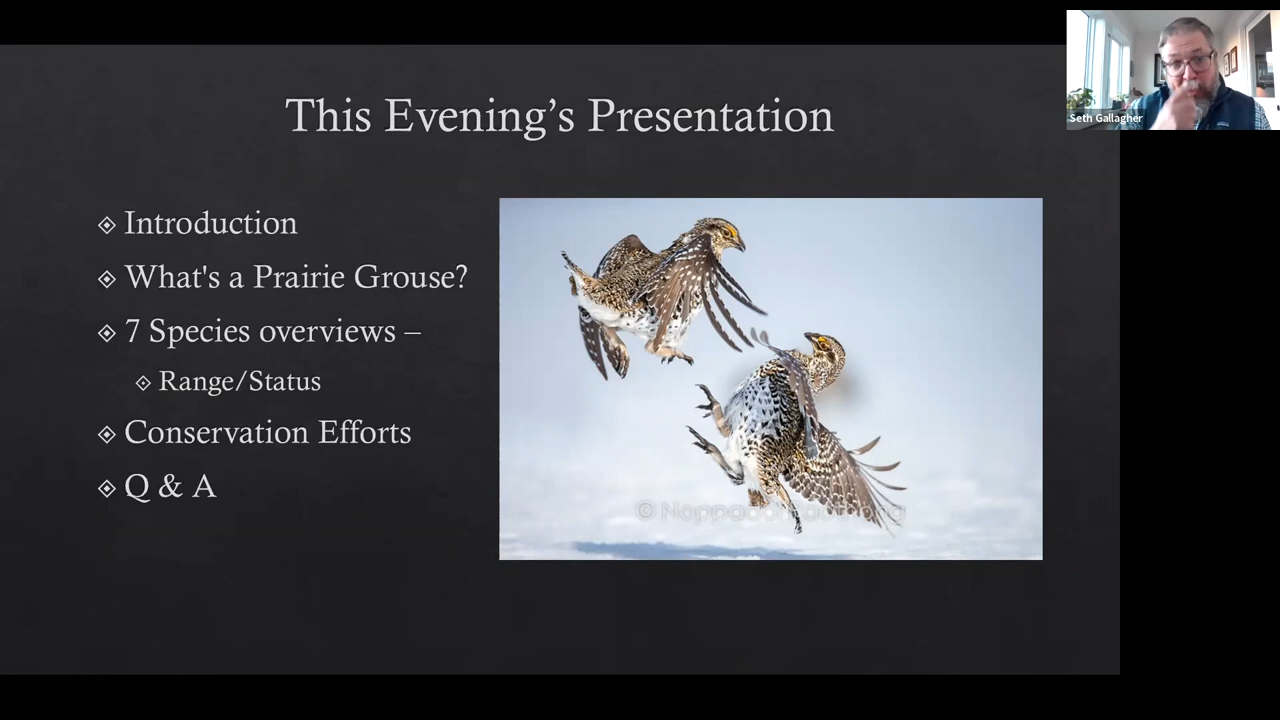 This Evening’s Presentation
Introduction
What's a Prairie Grouse?
7 Species overviews –
Range/Status
Conservation Efforts
Q & A
Seth Gallagher
©